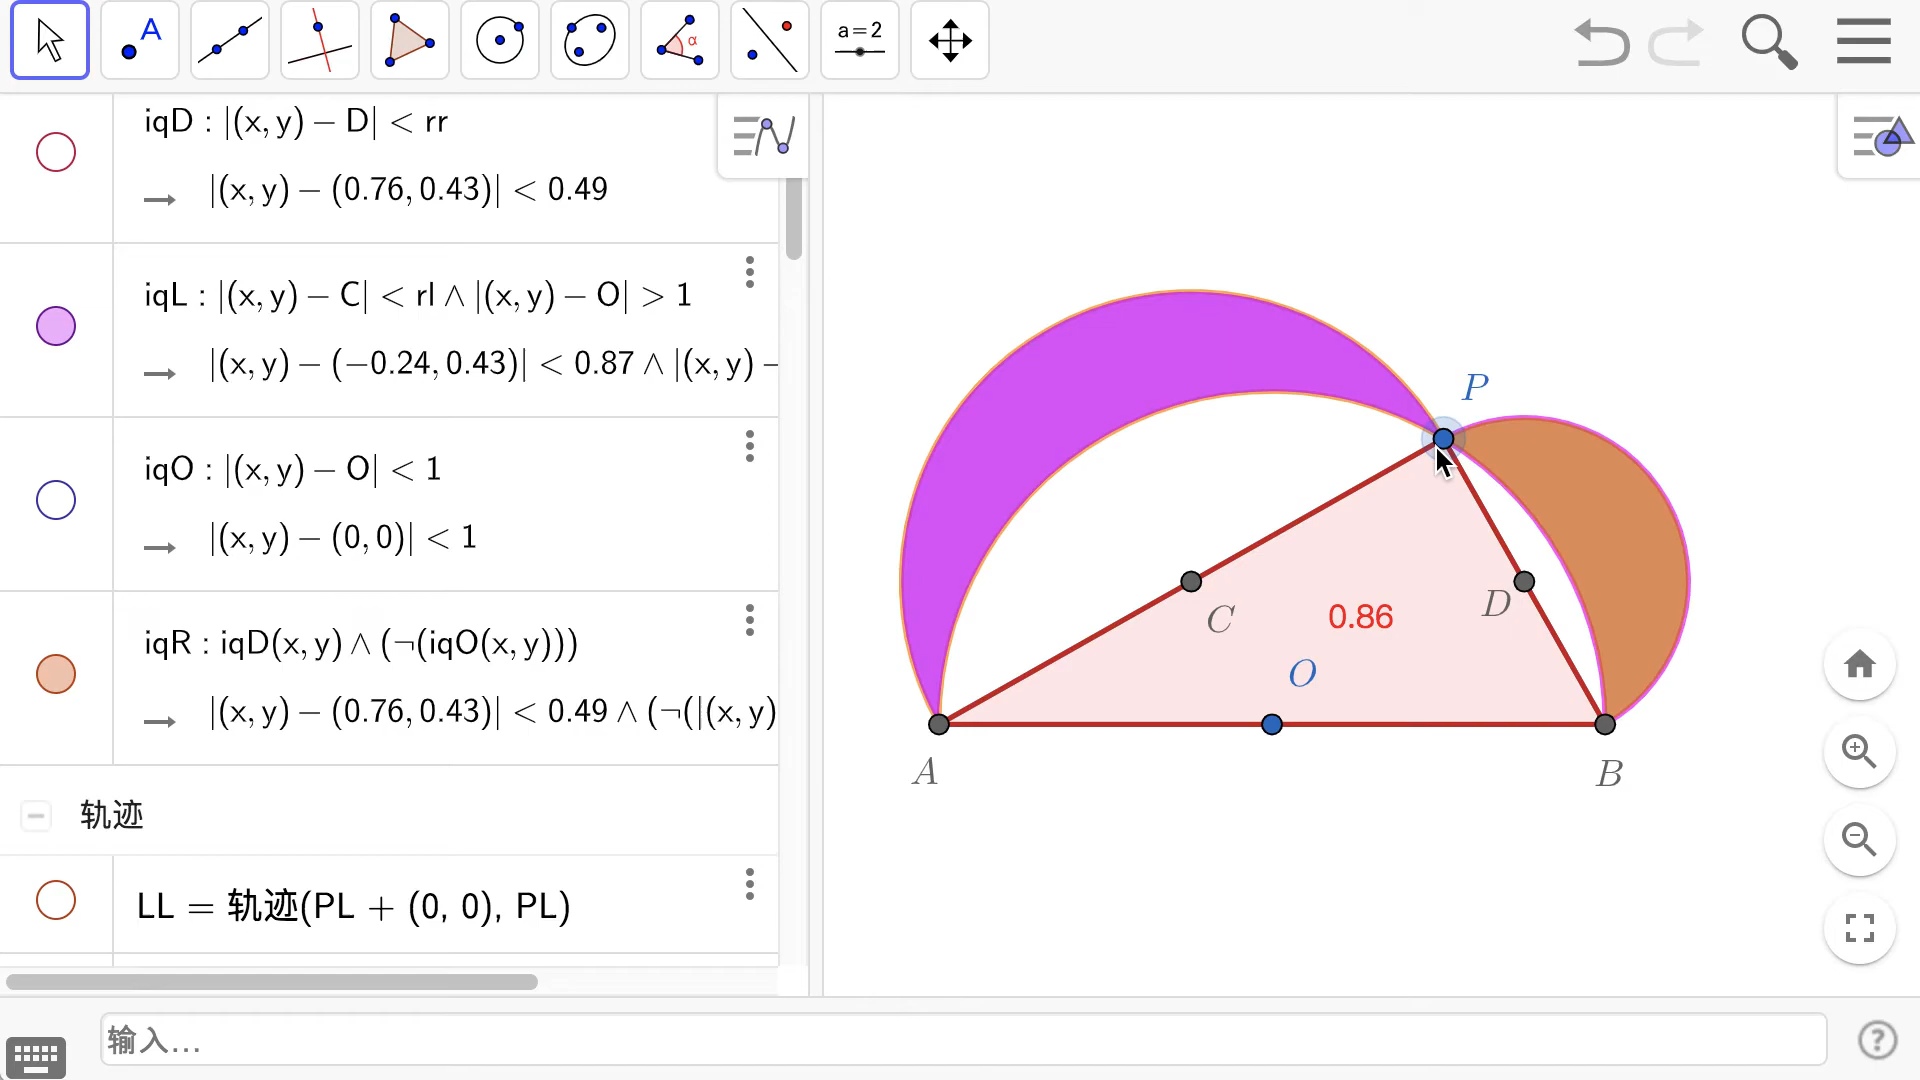 A
α
a = 2
iqD : |(x, y) − D| < rr
→ |(x, y) − (0.76, 0.43)| < 0.49
iqL : |(x, y) − C| < rl ∧ |(x, y) − O| > 1
→ |(x, y) − (−0.24, 0.43)| < 0.87 ∧ |(x, y) −
iqO : |(x, y) − O| < 1
→ |(x, y) − (0, 0)| < 1
iqR : iqD(x, y) ∧ (¬(iqO(x, y)))
→ |(x, y) − (0.76, 0.43)| < 0.49 ∧ (¬(|(x, y)
轨迹
LL = 轨迹(PL + (0, 0), PL)
P
C
D
0.86
O
A
B
输入...
?